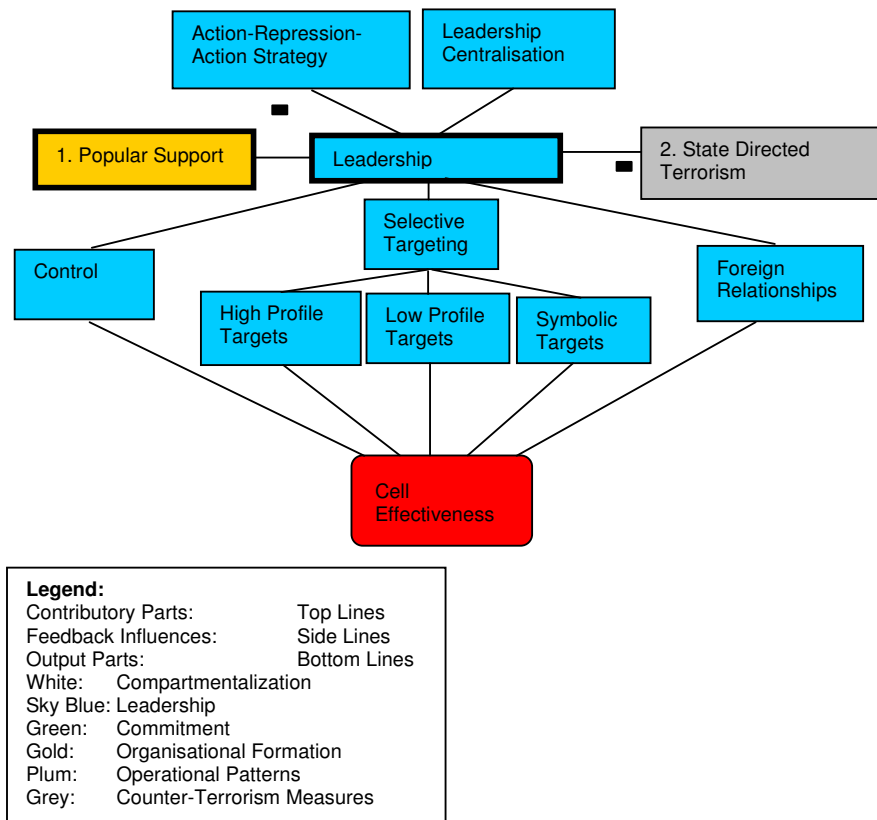 Action-Repression-
Action Strategy
Leadership
Centralisation
1. Popular Support
Leadership
2. State Directed
Terrorism
Selective
Targeting
Control
Foreign
Relationships
High Profile
Targets
Low Profile
Targets
Symbolic
Targets
Cell
Effectiveness
Legend:
Contributory Parts: Top Lines
Feedback Influences: Side Lines
Output Parts: Bottom Lines
White: Compartmentalization
Sky Blue: Leadership
Green: Commitment
Gold: Organisational Formation
Plum: Operational Patterns
Grey: Counter-Terrorism Measures